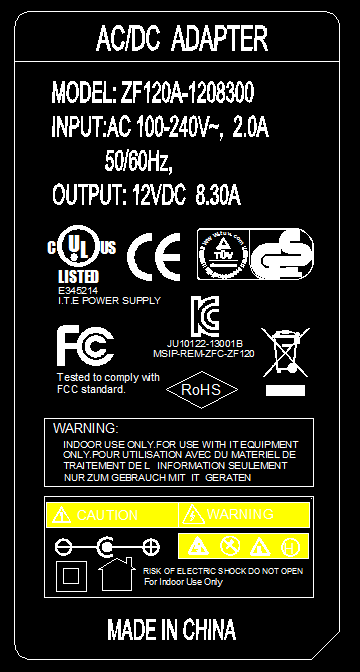 AC/DC ADAPTER
MODEL: ZF120A-1208300
INPUT:AC 100-240V~, 2.0A
50/60Hz,
OUTPUT: 12VDC 8.30A
C UL US
LISTED
E345214
I.T.E POWER SUPPLY
CE
TÜV
GS
FC
Tested to comply with
FCC standard.
JU10122-13001B
MSIP-REM-ZFC-ZF120
RoHS
WARNING:
INDOOR USE ONLY.FOR USE WITH IT EQUIPMENT
ONLY.POUR UTILISATION AVEC DU MATERIEL DE
TRAITEMENT DE L INFORMATION SEULEMENT
NUR ZUM GEBRAUCH MIT IT GERATEN
CAUTION
WARNING
RISK OF ELECTRIC SHOCK DO NOT OPEN
For Indoor Use Only
MADE IN CHINA